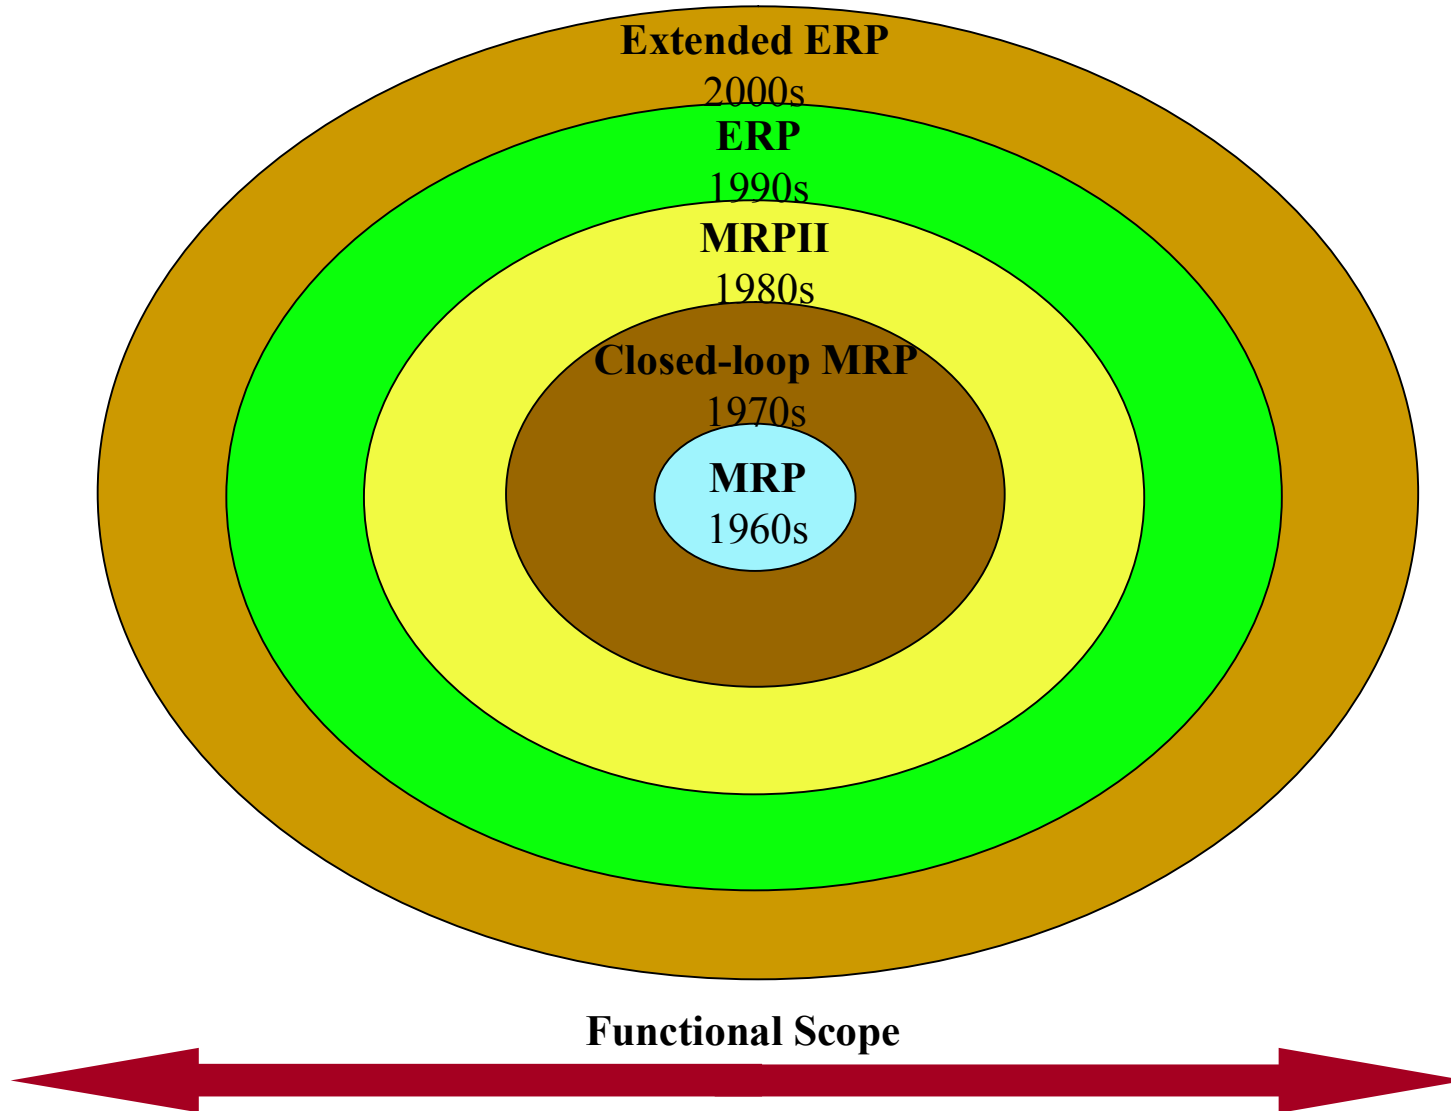 Extended ERP
2000s
ERP
1990s
MRPII
1980s
Closed-loop MRP
1970s
MRP
1960s
Functional Scope